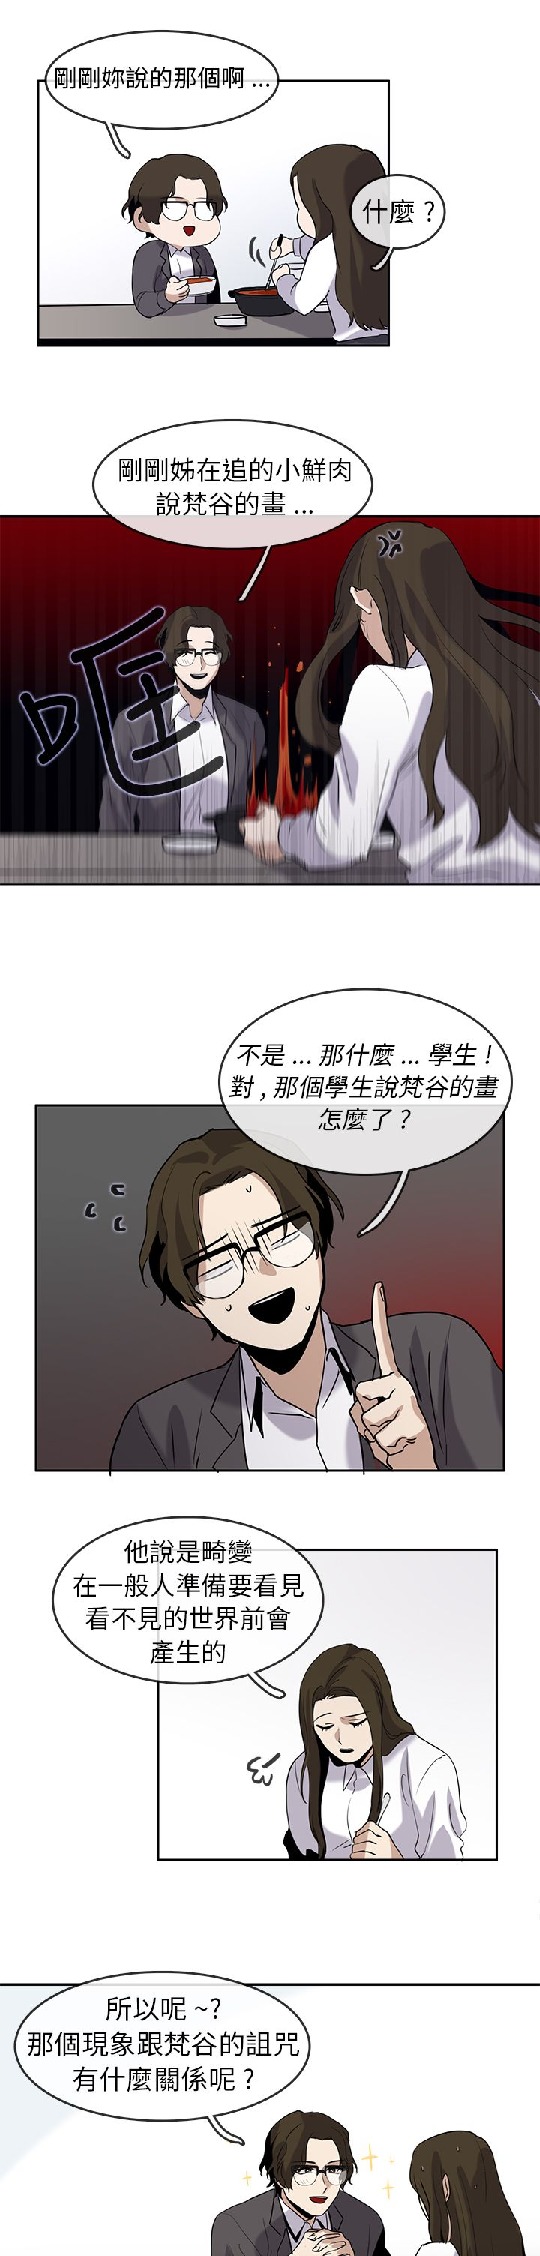 剛剛妳說的那個啊 ...
什麼 ?
剛剛姊在追的小鮮肉
說梵谷的畫 ...
哐
不是 ... 那什麼 ... 學生 !
對 , 那個學生說梵谷的畫
怎麼了 ?
他說是畸變
在一般人準備要看見
看不見的世界前會
產生的
所以呢 ~?
那個現象跟梵谷的詛咒
有什麼關係呢 ?